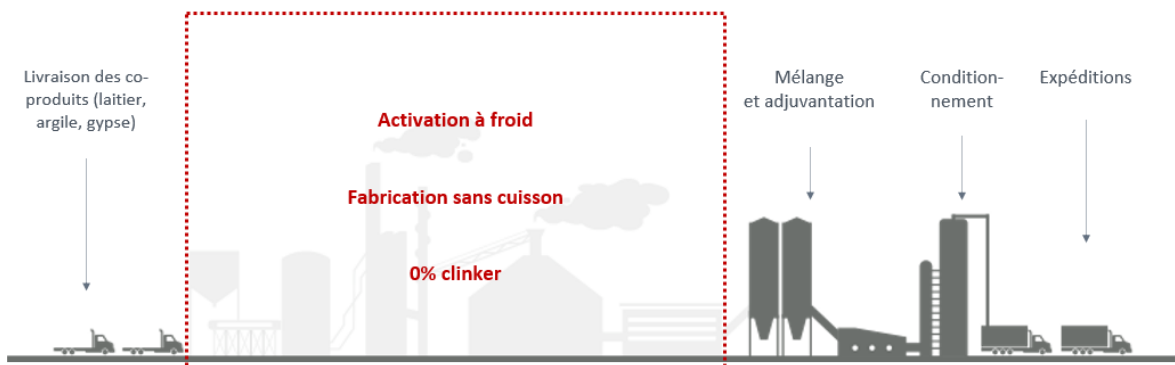 Livraison des co-
produits (laitier,
argile, gypse)
Activation à froid
Fabrication sans cuisson
0% clinker
Mélange
et adjuvantation
Condition-
nement
Expéditions